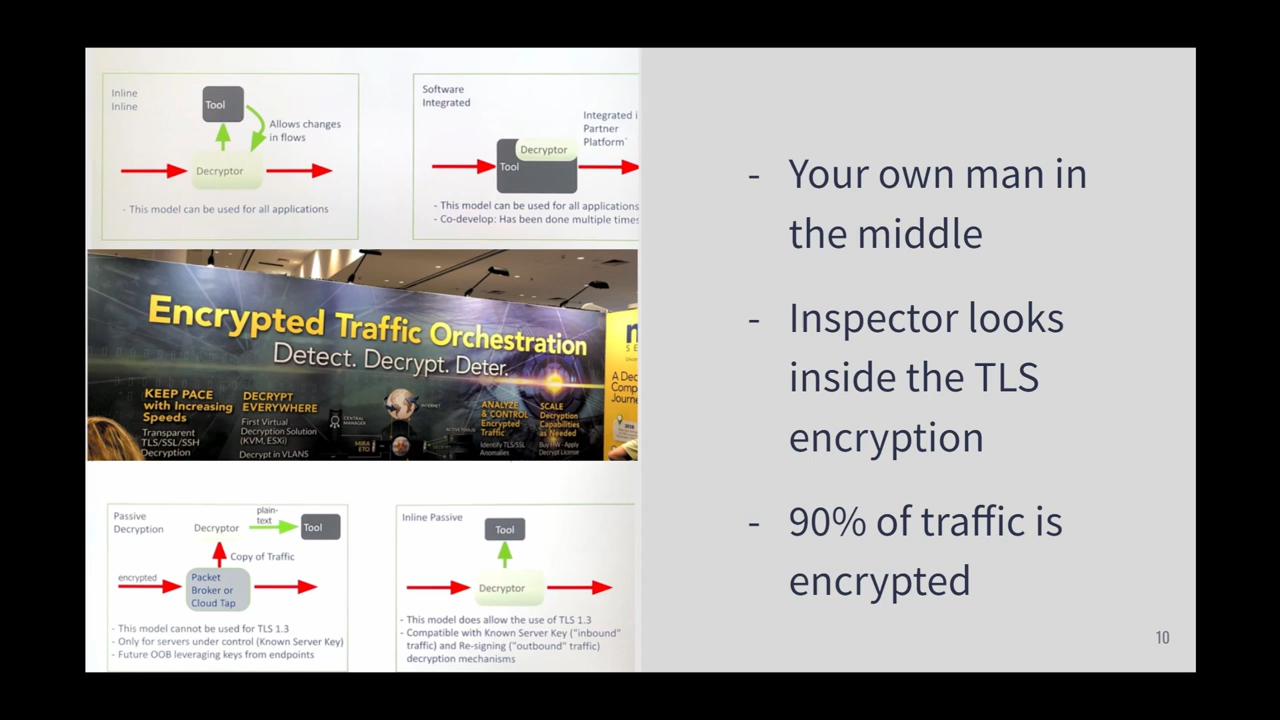 Inline
Inline
Tool
Allows changes
in flows
Decryptor
- This model can be used for all applications
Software
Integrated
Integrated i
Partner
Platform
Decryptor
Tool
- This model can be used for all applications
- Co-develop: Has been done multiple times
Encrypted Traffic Orchestration
Detect. Decrypt. Deter.
KEEP PACE
with Increasing
Speeds
Transparent
TLS/SSL/SSH
Decryption
DECRYPT
EVERYWHERE
First Virtual
Decryption Solution
(KVM, ESXi)
Decrypt in VLANS
CENTRAL
MANAGER
MIRA
ETO
INTERNET
ANALYZE
& CONTROL
Encrypted
Traffic
Identify TLS/SSL
Anomalies
SCALE
Decryption
Capabilities
as Needed
Buy HW - Apply
Decrypt License
A Dec
Comp
Journe
Passive
Decryption
Decryptor
plain-
text
Tool
Copy of Traffic
encrypted
Packet
Broker or
Cloud Tap
- This model cannot be used for TLS 1.3
- Only for servers under control (Known Server Key)
- Future OOB leveraging keys from endpoints
Inline Passive
Tool
Decryptor
- This model does allow the use of TLS 1.3
- Compatible with Known Server Key ("inbound"
traffic) and Re-signing ("outbound" traffic)
decryption mechanisms
- Your own man in
the middle
- Inspector looks
inside the TLS
encryption
- 90% of traffic is
encrypted
10